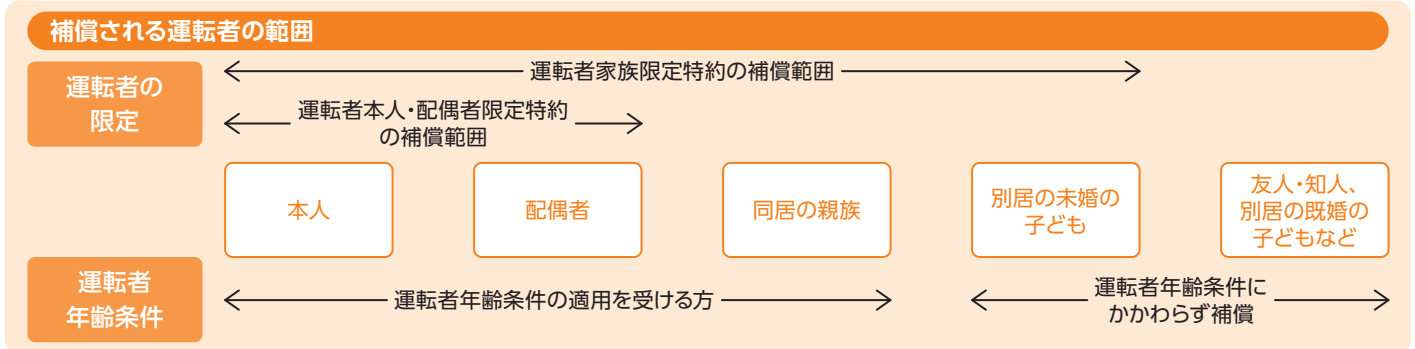 補償される運転者の範囲
運転者の
限定
運転者家族限定特約の補償範囲
運転者本人・配偶者限定特約
の補償範囲
本人
配偶者
同居の親族
別居の未婚の
子ども
友人・知人、
別居の既婚の
子どもなど
運転者
年齢条件
運転者年齢条件の適用を受ける方
運転者年齢条件に
かかわらず補償